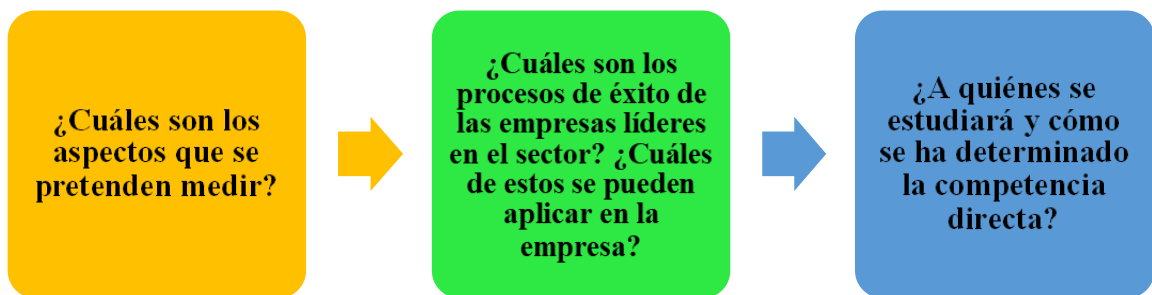 ¿Cuáles son los
aspectos que se
pretenden medir?
¿Cuáles son los
procesos de éxito de
las empresas líderes
en el sector? ¿Cuáles
de estos se pueden
aplicar en la
empresa?
¿A quiénes se
estudiará y cómo
se ha determinado
la competencia
directa?